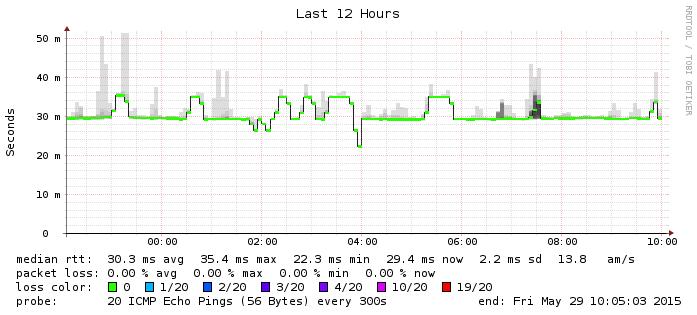 Last 12 Hours
RRDTOOL / TOBI OETIKER
Seconds
50 m
40 m
30 m
20 m
10 m
0
00:00 02:00 04:00 06:00 08:00 10:00
median rtt: 30.3 ms avg 35.4 ms max 22.3 ms min 29.4 ms now 2.2 ms sd 13.8 am/s
packet loss: 0.00 % avg 0.00 % max 0.00 % min 0.00 % now
loss color: 0 1/20 2/20 3/20 4/20 10/20 19/20
probe: 20 ICMP Echo Pings (56 Bytes) every 300s end: Fri May 29 10:05:03 2015